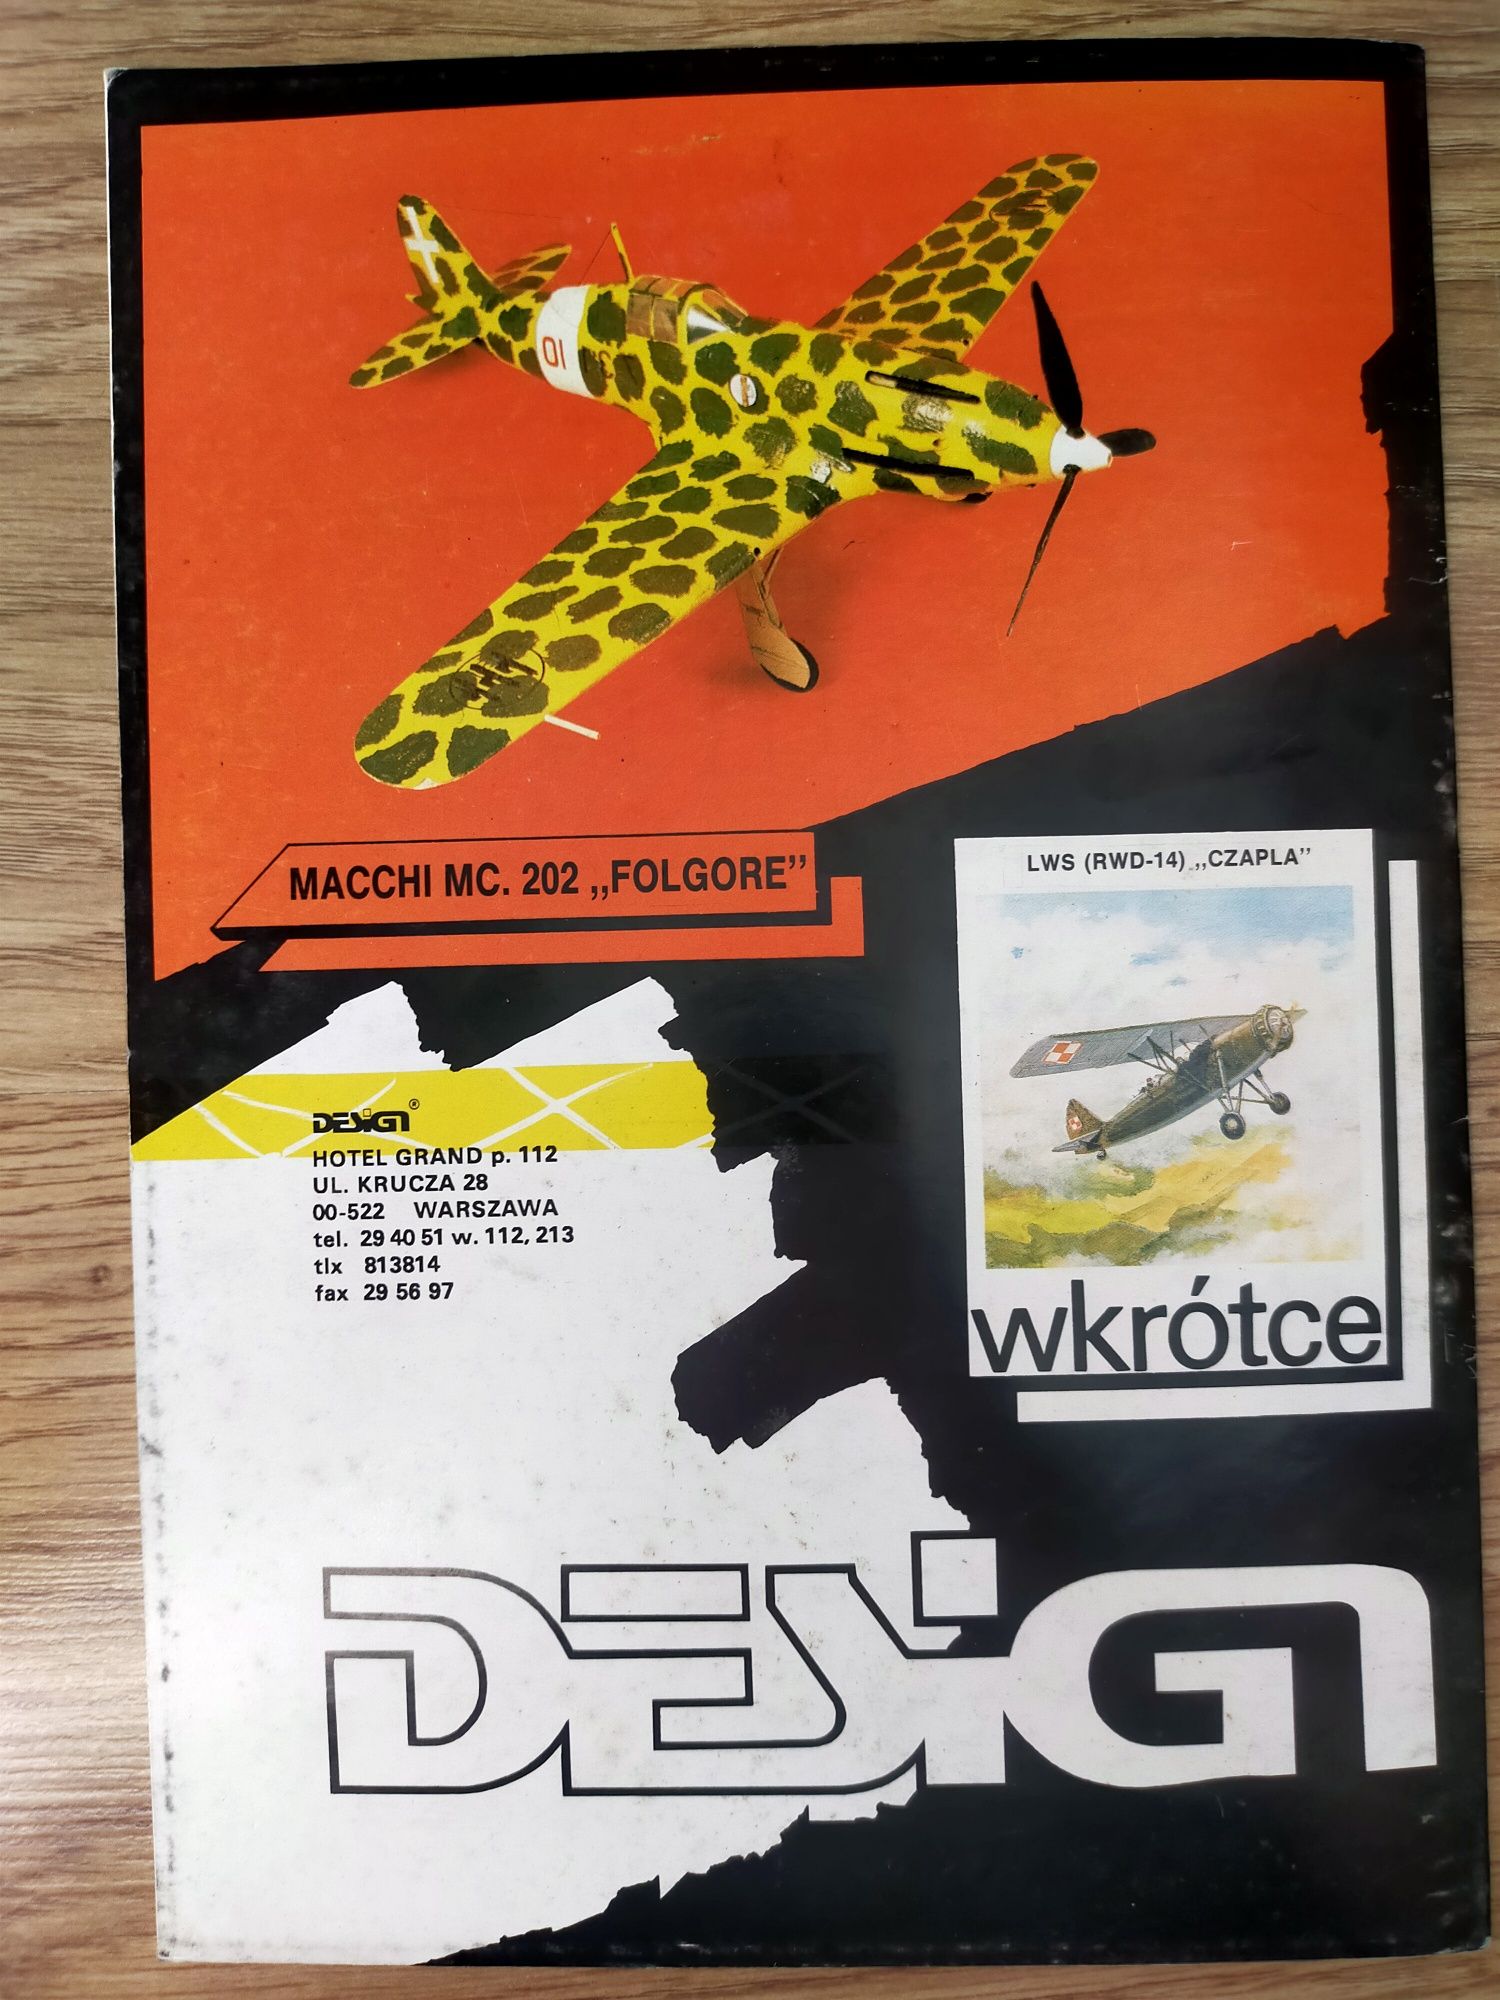 01
MACCHI MC. 202 „FOLGORE”
LWS (RWD-14) „CZAPLA”
wkrótce
DESiGN®
HOTEL GRAND p. 112
UL. KRUCZA 28
00-522 WARSZAWA
tel. 29 40 51 w. 112, 213
tlx 813814
fax 29 56 97
DESiGN